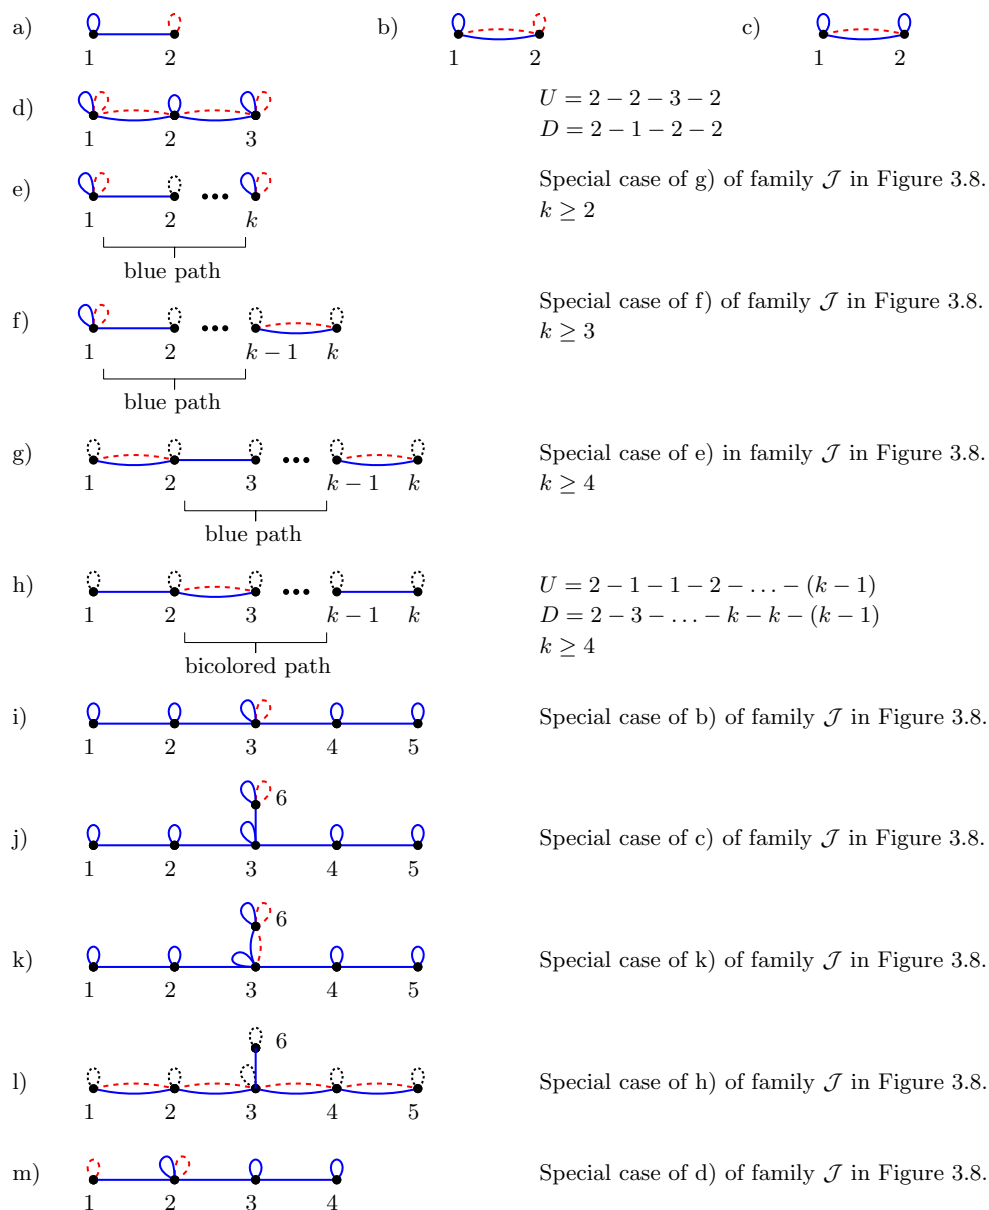 a) b) c)
1 2 1 2 1 2
d) U = 2 − 2 − 3 − 2
D = 2 − 1 − 2 − 2
1 2 3
e) Special case of g) of family 𝒥 in Figure 3.8.
k ≥ 2
1 2 k
blue path
f) Special case of f) of family 𝒥 in Figure 3.8.
k ≥ 3
1 2 k − 1 k
blue path
g) Special case of e) in family 𝒥 in Figure 3.8.
k ≥ 4
1 2 3 k − 1 k
blue path
h) U = 2 − 1 − 1 − 2 − … − (k − 1)
D = 2 − 3 − … − k − k − (k − 1)
k ≥ 4
1 2 3 k − 1 k
bicolored path
i) Special case of b) of family 𝒥 in Figure 3.8.
1 2 3 4 5
6
j) Special case of c) of family 𝒥 in Figure 3.8.
1 2 3 4 5
6
k) Special case of k) of family 𝒥 in Figure 3.8.
1 2 3 4 5
6
l) Special case of h) of family 𝒥 in Figure 3.8.
1 2 3 4 5
m) Special case of d) of family 𝒥 in Figure 3.8.
1 2 3 4